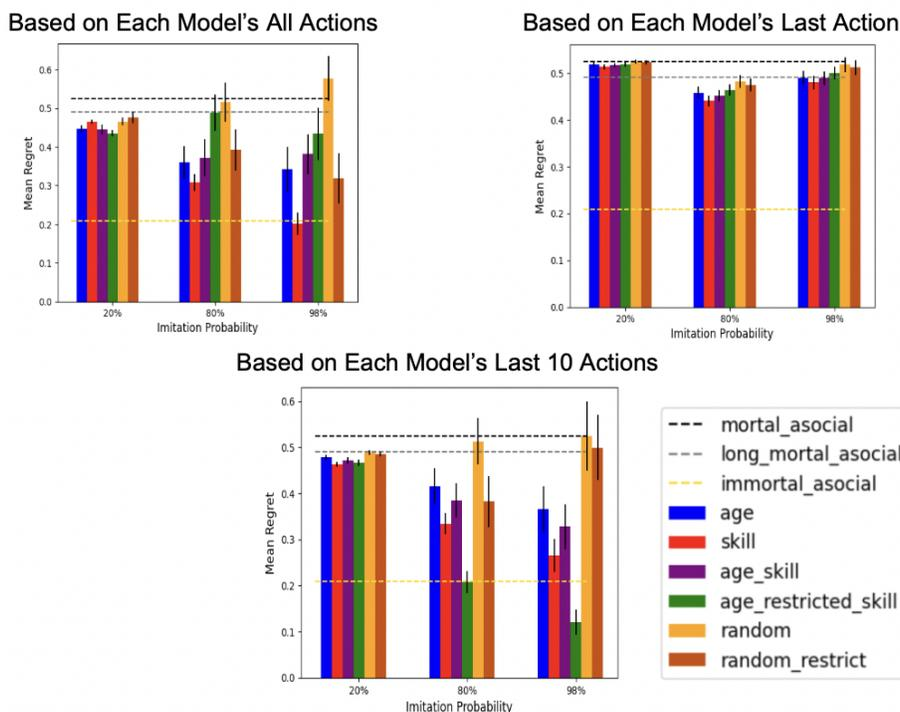 Based on Each Model's All Actions
Mean Regret
0.6
0.5
0.4
0.3
0.2
0.1
0.0
20%
80%
98%
Imitation Probability
Based on Each Model's Last Action
Mean Regret
0.5
0.4
0.3
0.2
0.1
0.0
20%
80%
98%
Imitation Probability
Based on Each Model's Last 10 Actions
Mean Regret
0.6
0.5
0.4
0.3
0.2
0.1
0.0
20%
80%
98%
Imitation Probability
mortal_asocial
long_mortal_asocial
immortal_asocial
age
skill
age_skill
age_restricted_skill
random
random_restrict